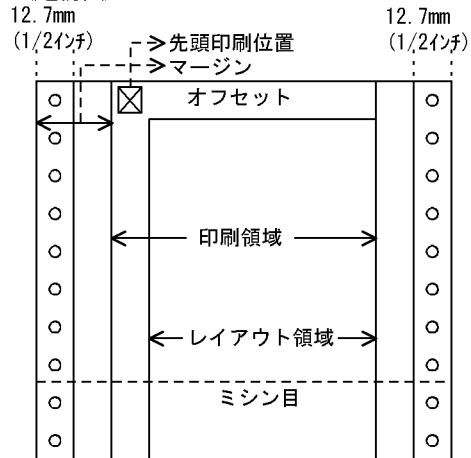 12.7mm
(1/2インチ)
12.7mm
(1/2インチ)
先頭印刷位置
マージン
オフセット
印刷領域
レイアウト領域
ミシン目